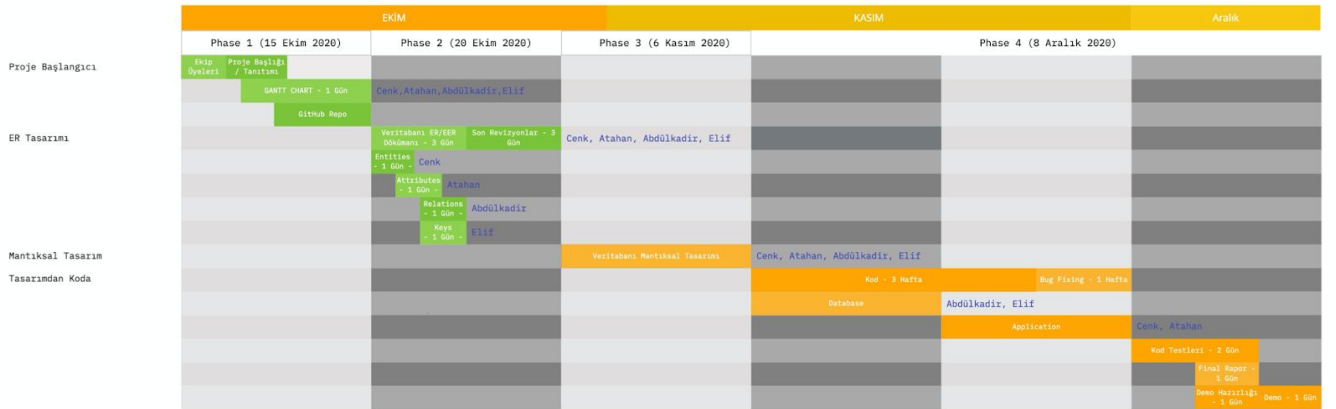 EKİM KASIM Aralık
Phase 1 (15 Ekim 2020) Phase 2 (20 Ekim 2020) Phase 3 (6 Kasım 2020) Phase 4 (8 Aralık 2020)
Proje Başlangıcı
Ekip
Üyeleri
Proje Başlığı
/ Tanıtımı
GANTT CHART - 1 Gün
Cenk,Atahan,Abdülkadir,Elif
GitHub Repo
ER Tasarımı
Veritabanı ER/EER
Dökümanı - 3 Gün
Son Revizyonlar - 3
Gün
Cenk, Atahan, Abdülkadir, Elif
Entities
- 1 Gün -
Cenk
Attributes
- 1 Gün -
Atahan
Relations
- 1 Gün -
Abdülkadir
Keys
- 1 Gün -
Elif
Mantıksal Tasarım
Veritabanı Mantıksal Tasarımı
Cenk, Atahan, Abdülkadir, Elif
Tasarımdan Koda
Kod - 3 Hafta
Bug Fixing - 1 Hafta
Database
Abdülkadir, Elif
Application
Cenk, Atahan
Kod Testleri - 2 Gün
Final Rapor -
1 Gün
Demo Hazırlığı
- 1 Gün
Demo - 1 Gün